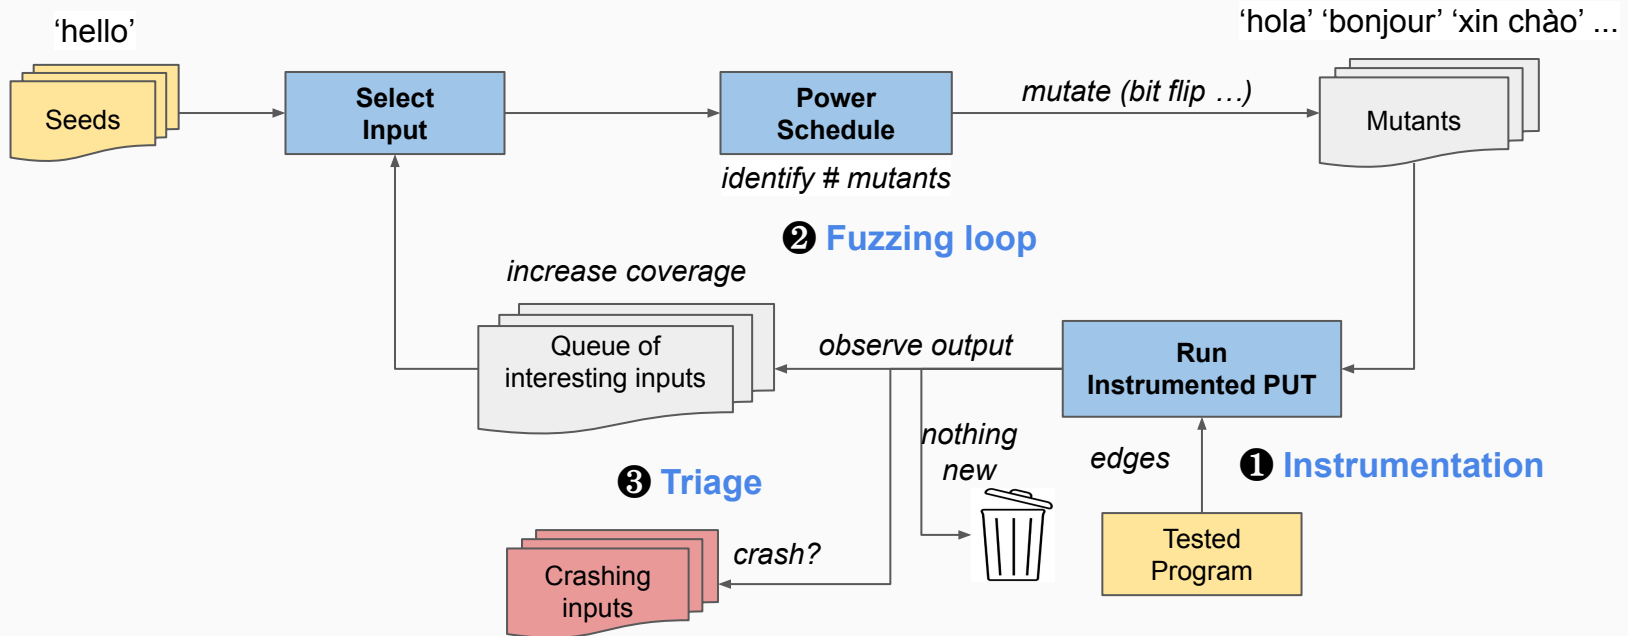 ‘hello’
‘hola’ ‘bonjour’ ‘xin chào’ ...
Seeds
Select
Input
Power
Schedule
mutate (bit flip …)
Mutants
identify # mutants
❷ Fuzzing loop
increase coverage
Queue of
interesting inputs
observe output
Run
Instrumented PUT
nothing
new
edges
❶ Instrumentation
❸ Triage
Tested
Program
crash?
Crashing
inputs